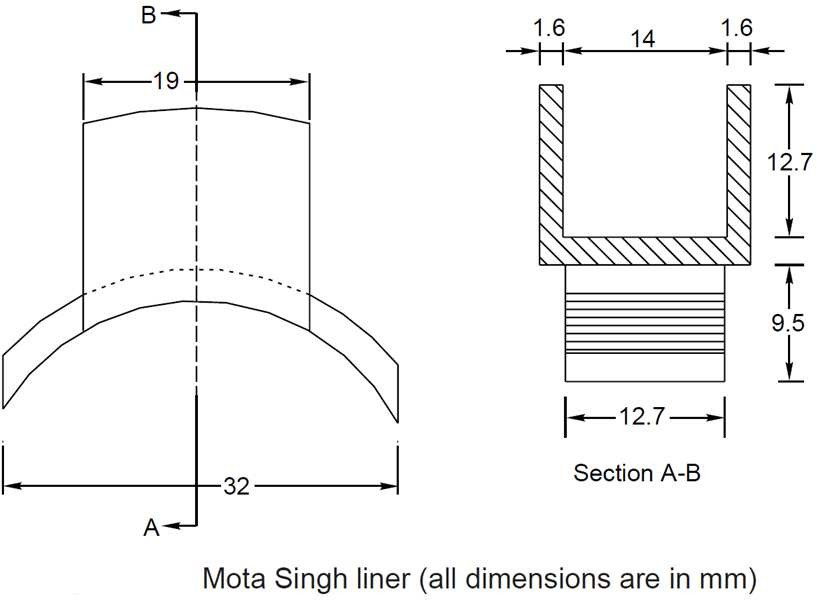 B
19
32
A
1.6 1.6
14
12.7
9.5
12.7
Section A-B
Mota Singh liner (all dimensions are in mm)